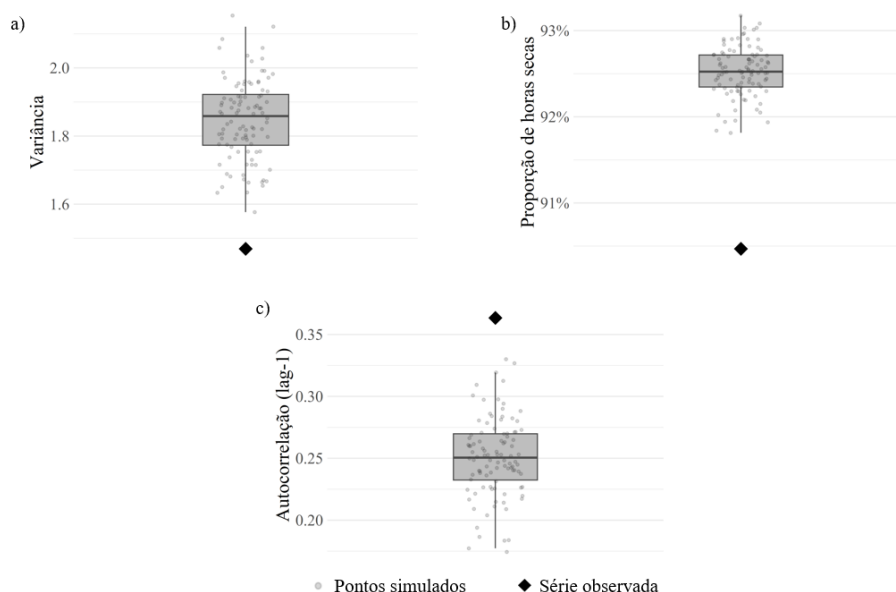 a)
Variância
2.0
1.8
1.6
b)
Proporção de horas secas
93%
92%
91%
c)
Autocorrelação (lag-1)
0.35
0.30
0.25
0.20
Pontos simulados
Série observada